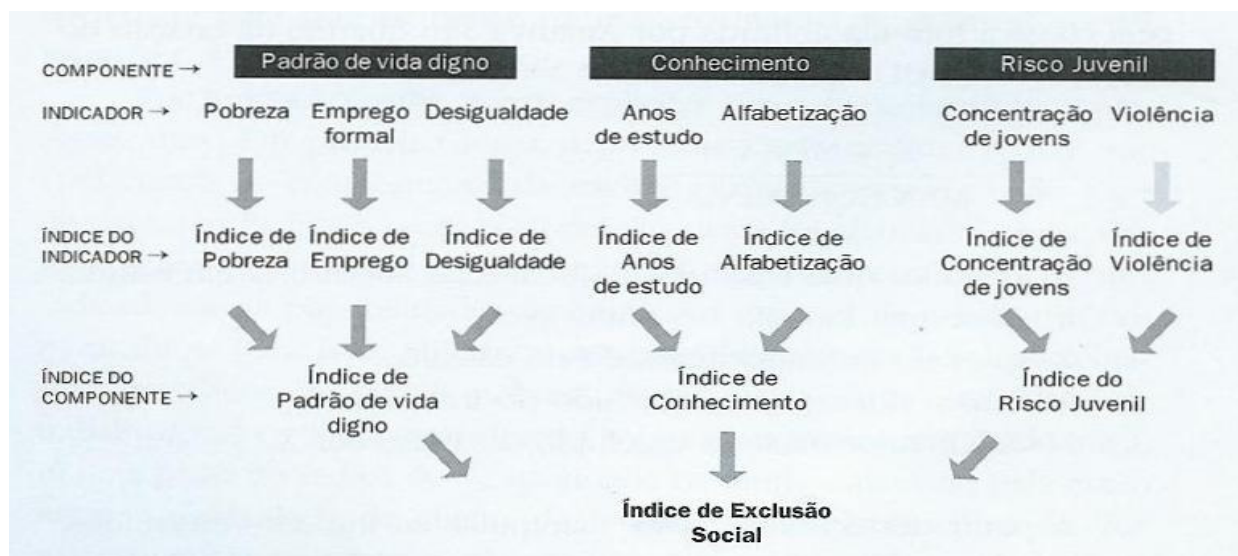 COMPONENTE → Padrão de vida digno Conhecimento Risco Juvenil
INDICADOR → Pobreza Emprego formal Desigualdade Anos de estudo Alfabetização Concentração de jovens Violência
ÍNDICE DO INDICADOR → Índice de Pobreza Índice de Emprego Índice de Desigualdade Índice de Anos de estudo Índice de Alfabetização Índice de Concentração de jovens Índice de Violência
ÍNDICE DO COMPONENTE → Índice de Padrão de vida digno Índice de Conhecimento Índice do Risco Juvenil
Índice de Exclusão
Social